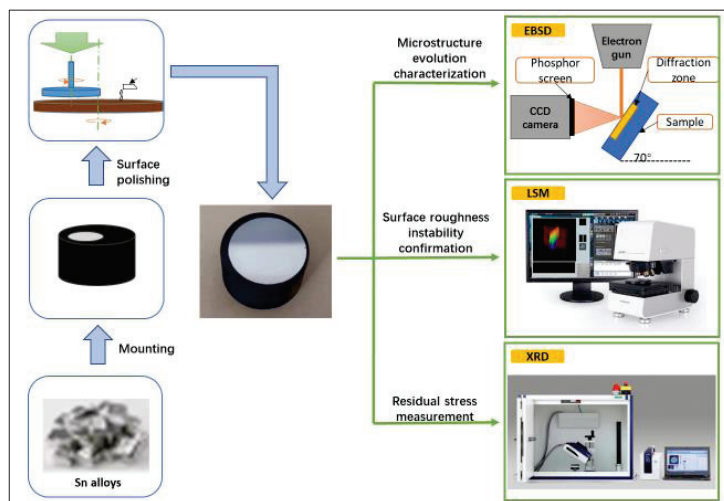 Surface
polishing
Mounting
Sn alloys
Microstructure
evolution
characterization
Surface roughness
instability
confirmation
Residual stress
measurement
EBSD
Electron
gun
Phosphor
screen
Diffraction
zone
CCD
camera
Sample
70°
LSM
XRD